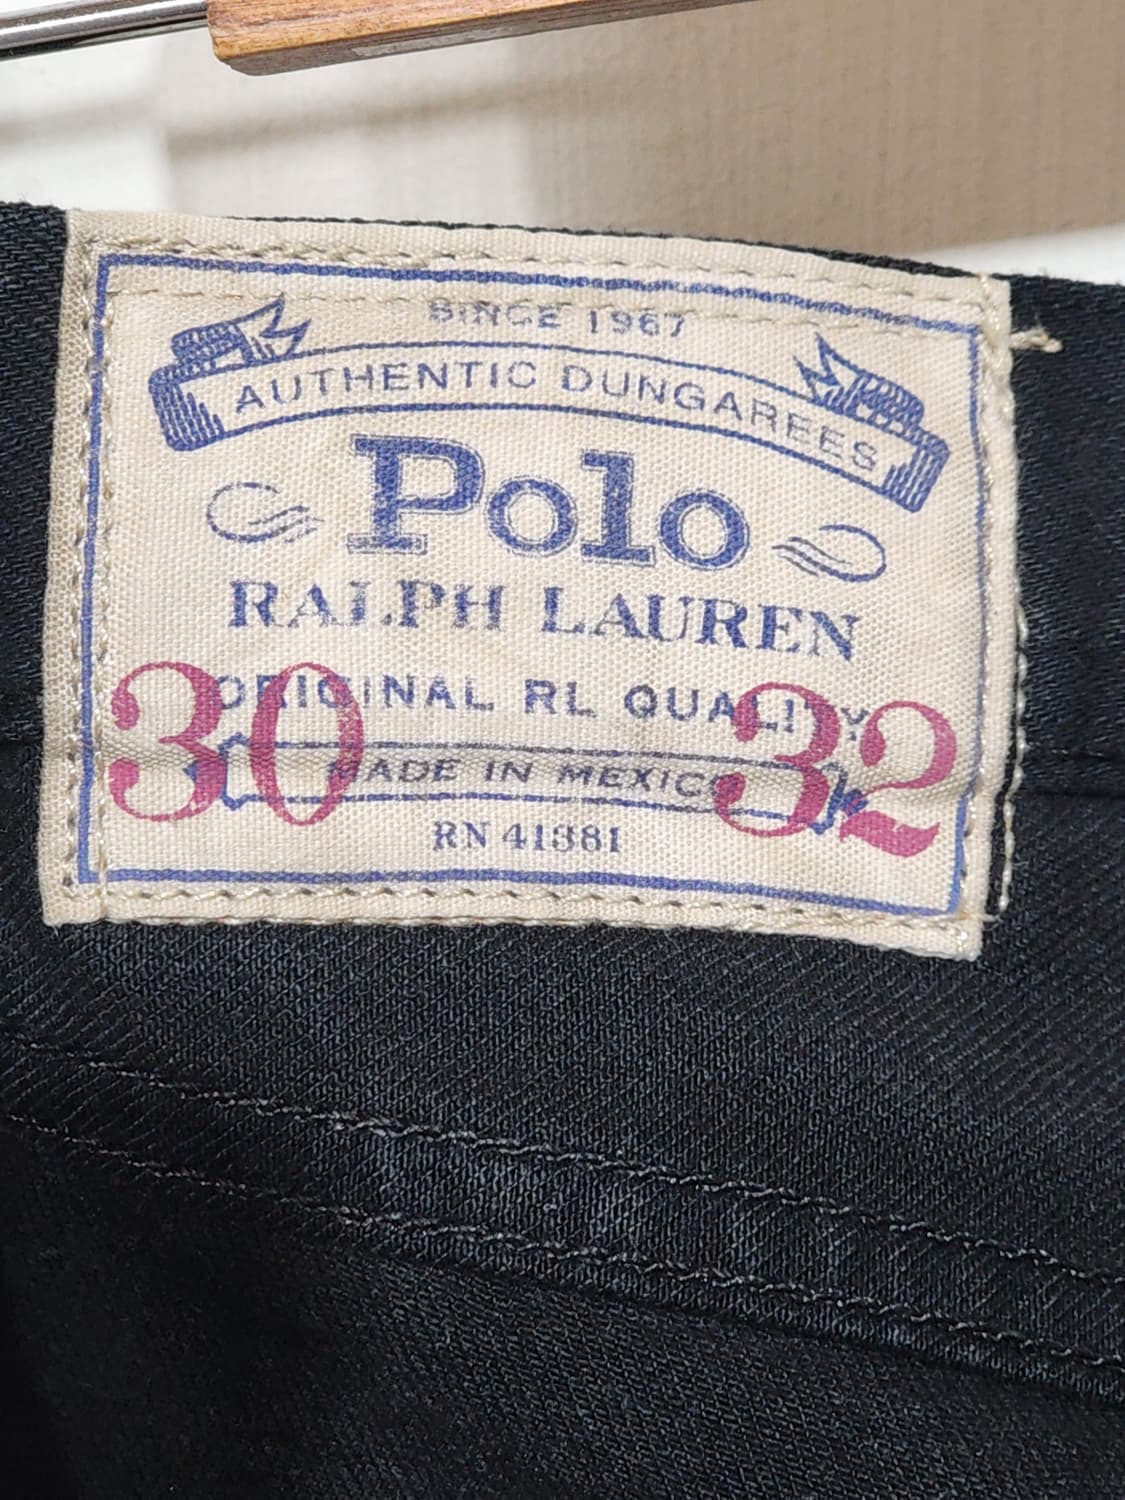 SINCE 1967
AUTHENTIC DUNGAREES
Polo
RALPH LAUREN
ORIGINAL RL QUALITY
30 32
MADE IN MEXICO
RN 41381